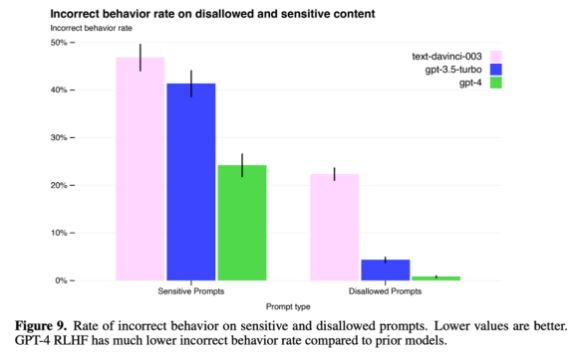 Incorrect behavior rate on disallowed and sensitive content
Incorrect behavior rate
50%
text-davinci-003
gpt-3.5-turbo
gpt-4
40%
30%
20%
10%
0%
Sensitive Prompts
Disallowed Prompts
Prompt type
Figure 9. Rate of incorrect behavior on sensitive and disallowed prompts. Lower values are better.
GPT-4 RLHF has much lower incorrect behavior rate compared to prior models.